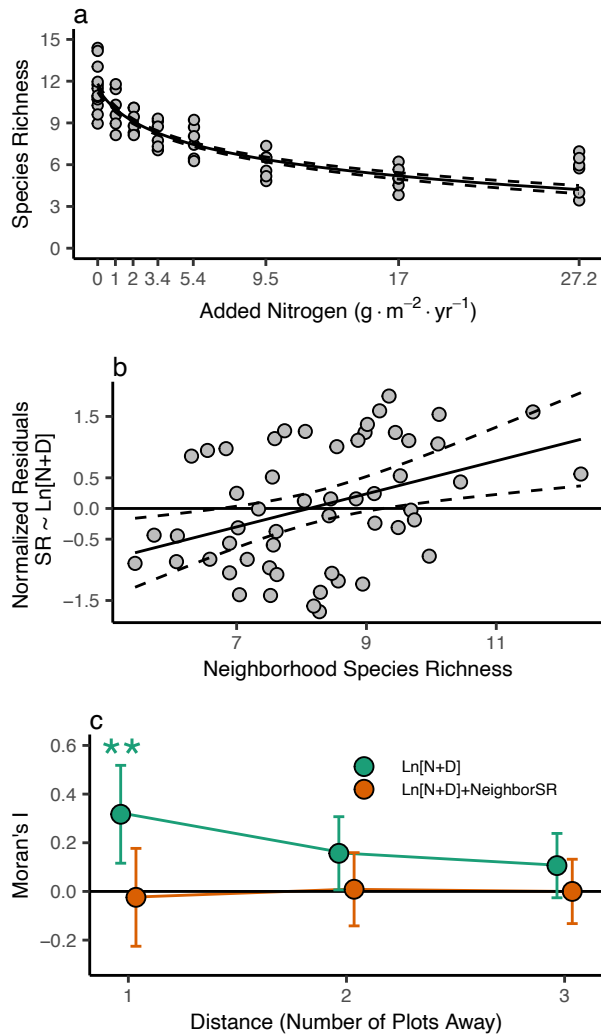 a
Species Richness
15
12
9
6
3
0
0 1 2 3.4 5.4 9.5 17 27.2
Added Nitrogen (g · m⁻² · yr⁻¹)
b
Normalized Residuals
SR ~ Ln[N+D]
1.5
0.5
0.0
−0.5
−1.5
7 9 11
Neighborhood Species Richness
c
Moran's I
0.6
0.4
0.2
0.0
−0.2
**
Ln[N+D]
Ln[N+D]+NeighborSR
1 2 3
Distance (Number of Plots Away)